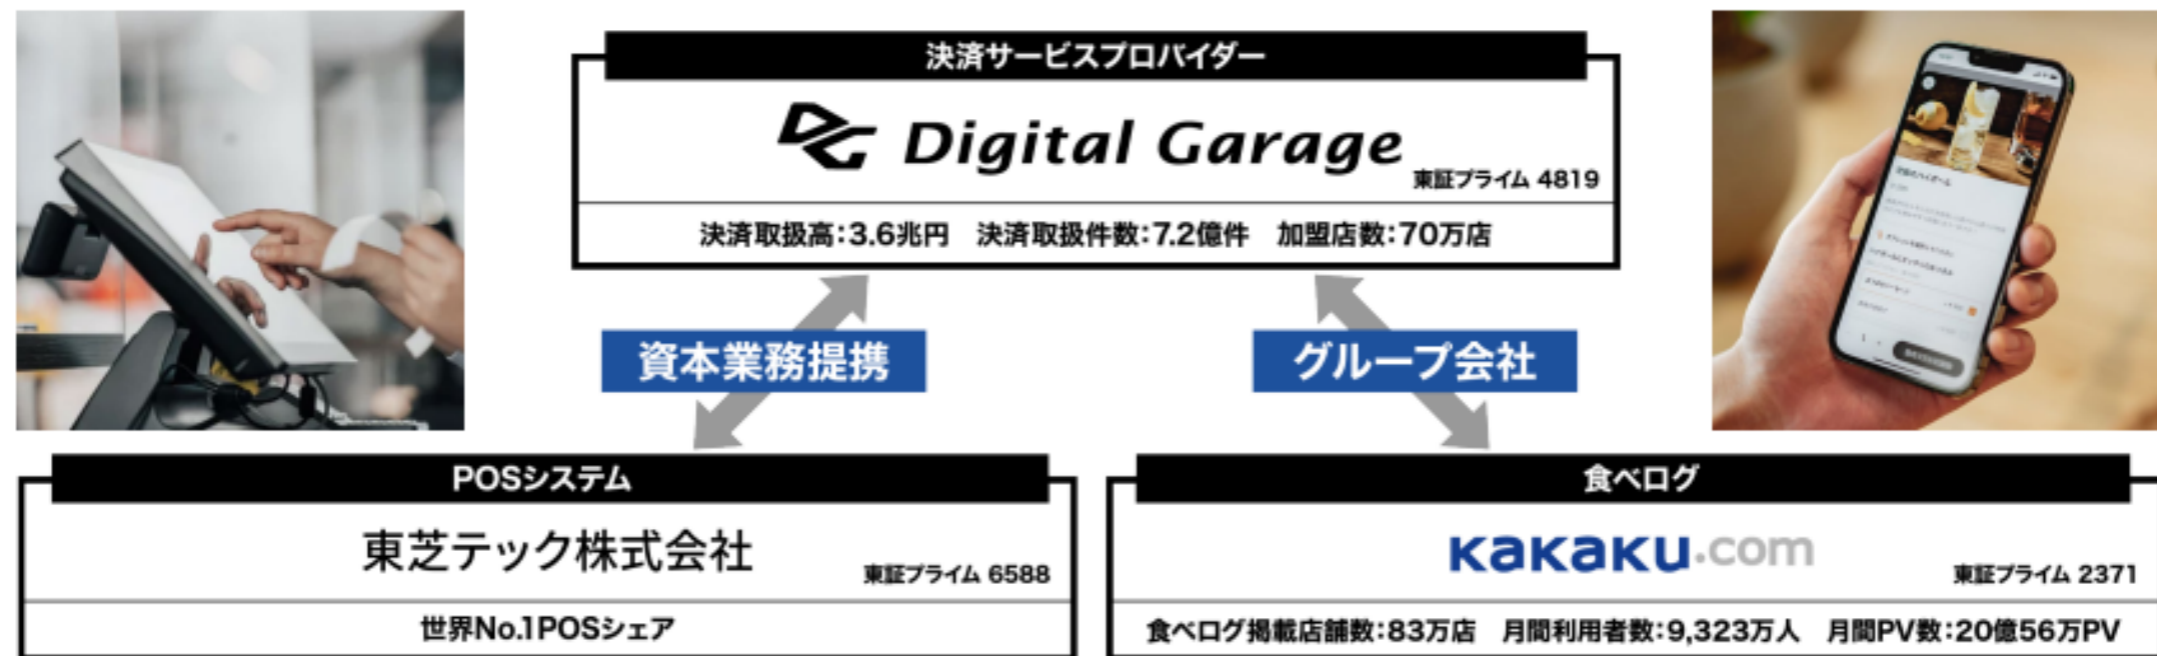 決済サービスプロバイダー
DG Digital Garage
東証プライム 4819
決済取扱高:3.6兆円 決済取扱件数:7.2億件 加盟店数:70万店
資本業務提携
グループ会社
POSシステム
東芝テック株式会社
東証プライム 6588
世界No.1POSシェア
食べログ
KaKaKu.com
東証プライム 2371
食べログ掲載店舗数:83万店 月間利用者数:9,323万人 月間PV数:20億56万PV